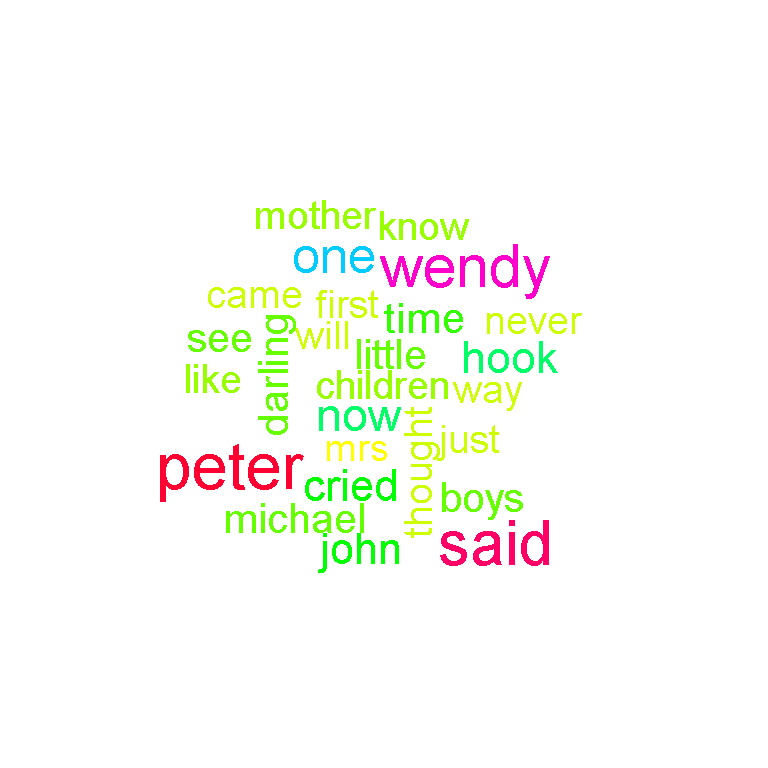 mother know
one wendy
came first time never
see darling will little hook
like children way
now thought just
peter mrs
cried boys
michael said
john